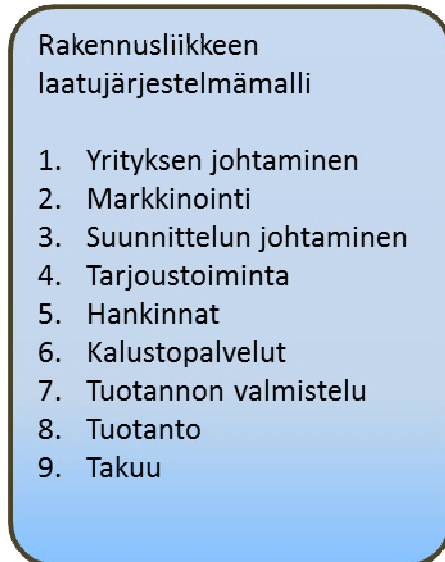 Rakennusliikkeen
laatujärjestelmämalli
1. Yrityksen johtaminen
2. Markkinointi
3. Suunnittelun johtaminen
4. Tarjoustoiminta
5. Hankinnat
6. Kalustopalvelut
7. Tuotannon valmistelu
8. Tuotanto
9. Takuu